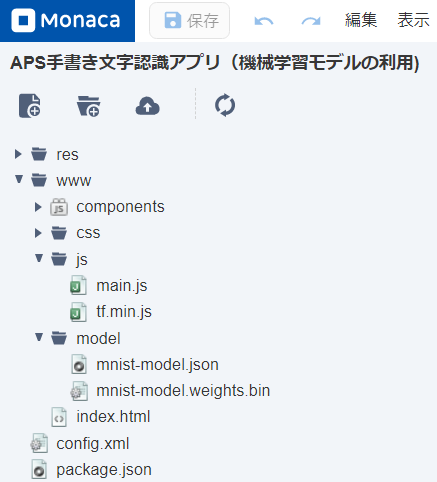 Monaca 保存 編集 表示
APS手書き文字認識アプリ（機械学習モデルの利用)
res
www
components
css
js
main.js
tf.min.js
model
mnist-model.json
mnist-model.weights.bin
index.html
config.xml
package.json